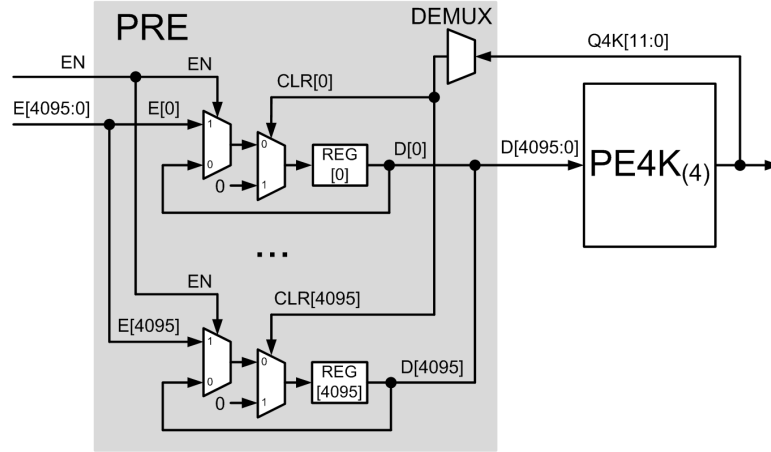 PRE
DEMUX
Q4K[11:0]
EN
EN
CLR[0]
E[4095:0]
E[0]
1
0
0
1
0
REG
[0]
D[0]
D[4095:0]
PE4K(4)
...
EN
CLR[4095]
E[4095]
1
0
0
1
0
REG
[4095]
D[4095]